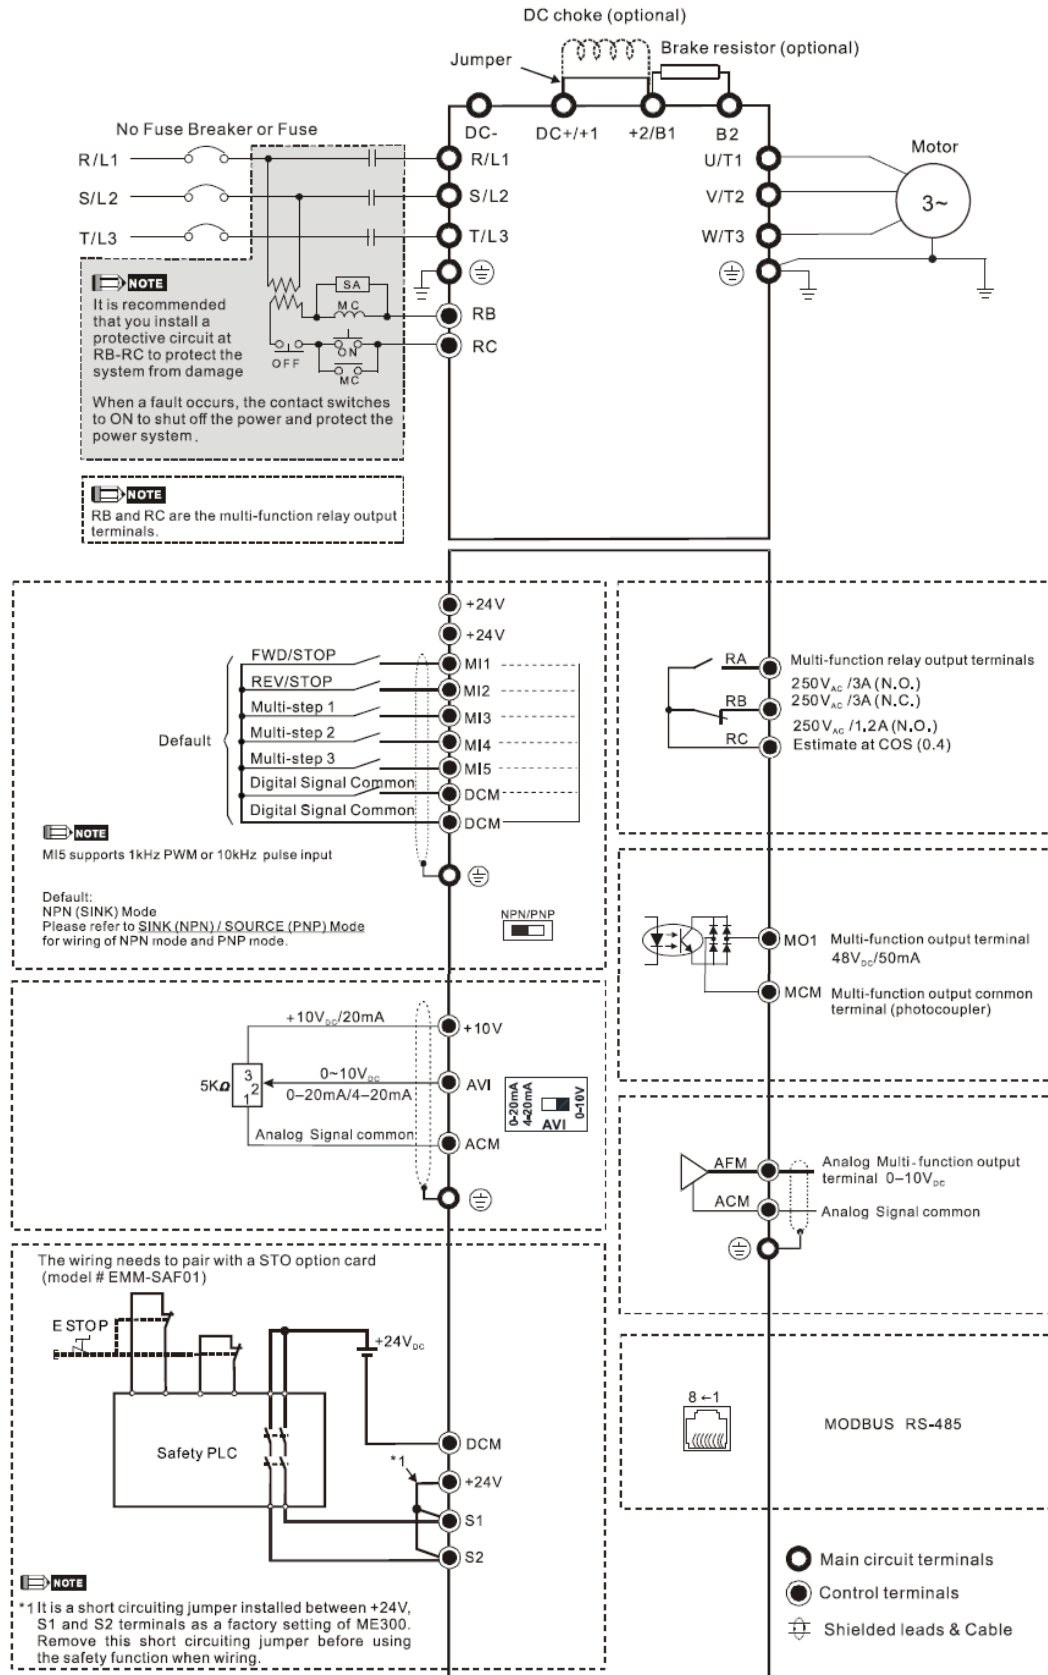 DC choke (optional)
Brake resistor (optional)
Jumper
No Fuse Breaker or Fuse
DC-
DC+/+1
+2/B1
B2
Motor
R/L1
R/L1
U/T1
S/L2
S/L2
V/T2
3~
T/L3
T/L3
W/T3
NOTE
SA
It is recommended
that you install a
protective circuit at
RB-RC to protect the
system from damage
MC
RB
OFF
ON
RC
MC
When a fault occurs, the contact switches
to ON to shut off the power and protect the
power system.
NOTE
RB and RC are the multi-function relay output
terminals.
+24V
+24V
FWD/STOP
MI1
REV/STOP
MI2
Multi-step 1
MI3
Default
Multi-step 2
MI4
Multi-step 3
MI5
Digital Signal Common
DCM
Digital Signal Common
DCM
NOTE
MI5 supports 1kHz PWM or 10kHz pulse input
Default:
NPN (SINK) Mode
Please refer to SINK (NPN) / SOURCE (PNP) Mode
for wiring of NPN mode and PNP mode.
NPN/PNP
RA
Multi-function relay output terminals
250VAC /3A (N.O.)
RB
250VAC /3A (N.C.)
250VAC /1.2A (N.O.)
RC
Estimate at COS (0.4)
MO1
Multi-function output terminal
48VDC/50mA
MCM
Multi-function output common
terminal (photocoupler)
+10VDC/20mA
+10V
5KΩ
3
2
1
0~10VDC
0–20mA/4–20mA
AVI
0-20mA
4-20mA
AVI
0-10V
Analog Signal common
ACM
AFM
Analog Multi-function output
terminal 0–10VDC
ACM
Analog Signal common
The wiring needs to pair with a STO option card
(model # EMM-SAF01)
E STOP
+24VDC
Safety PLC
DCM
*1
+24V
S1
S2
NOTE
*1 It is a short circuiting jumper installed between +24V,
S1 and S2 terminals as a factory setting of ME300.
Remove this short circuiting jumper before using
the safety function when wiring.
8 ←1
MODBUS RS-485
Main circuit terminals
Control terminals
Shielded leads & Cable